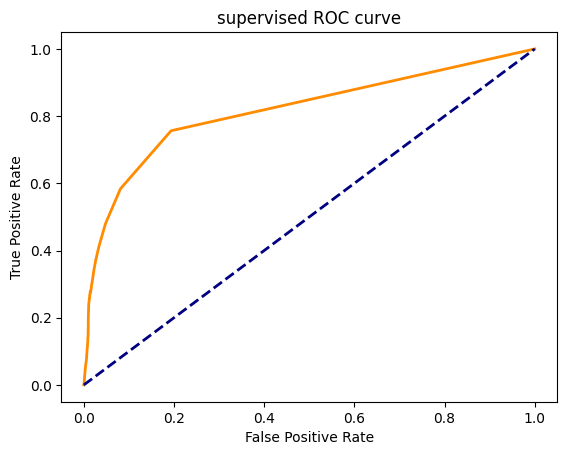 supervised ROC curve
True Positive Rate
1.0
0.8
0.6
0.4
0.2
0.0
0.0 0.2 0.4 0.6 0.8 1.0
False Positive Rate